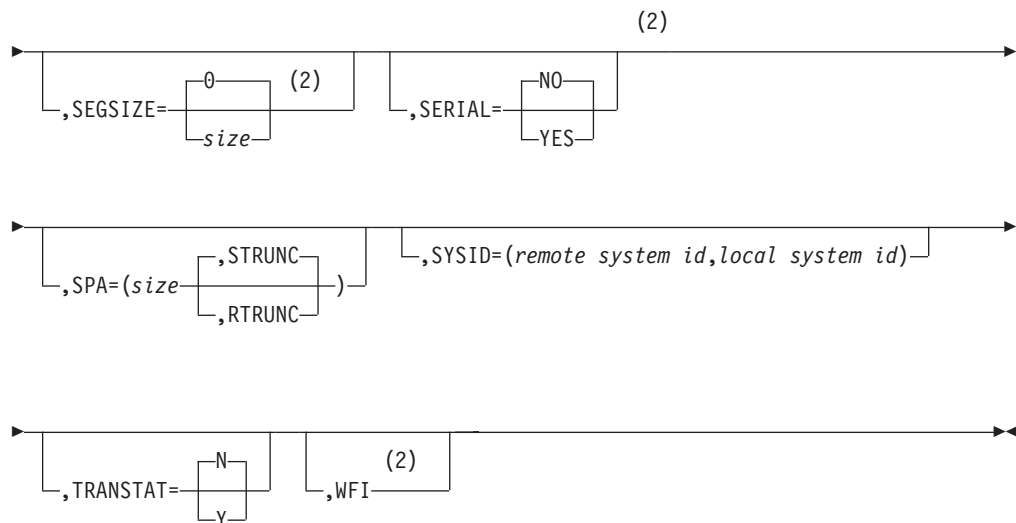 (2)
0 (2) NO
,SEGSIZE= ,SERIAL=
size YES
,STRUNC ,SYSID=(remote system id,local system id)
,SPA=(size )
,RTRUNC
N (2)
,TRANSTAT= ,WFI
Y